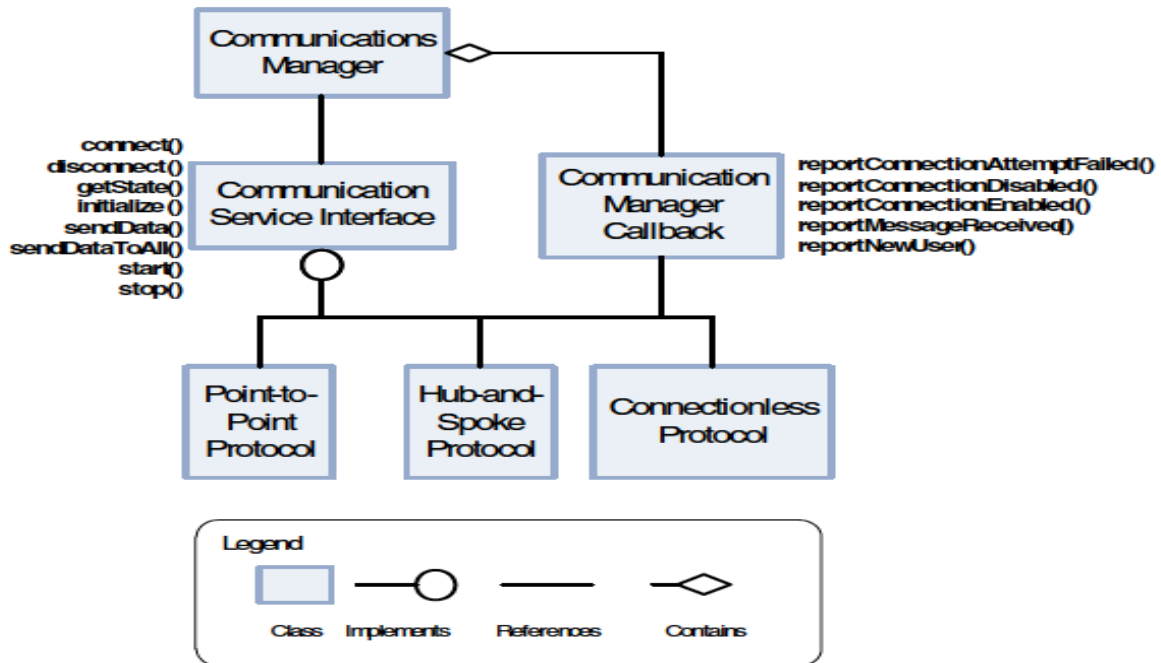 Communications
Manager
connect()
disconnect()
getState()
initialize ()
sendData()
sendDataToAll()
start()
stop()
Communication
Service Interface
Communication
Manager
Callback
reportConnectionAttemptFailed()
reportConnectionDisabled()
reportConnectionEnabled()
reportMessageReceived()
reportNewUser()
Point-to-
Point
Protocol
Hub-and-
Spoke
Protocol
Connectionless
Protocol
Legend
Class
Implements
References
Contains